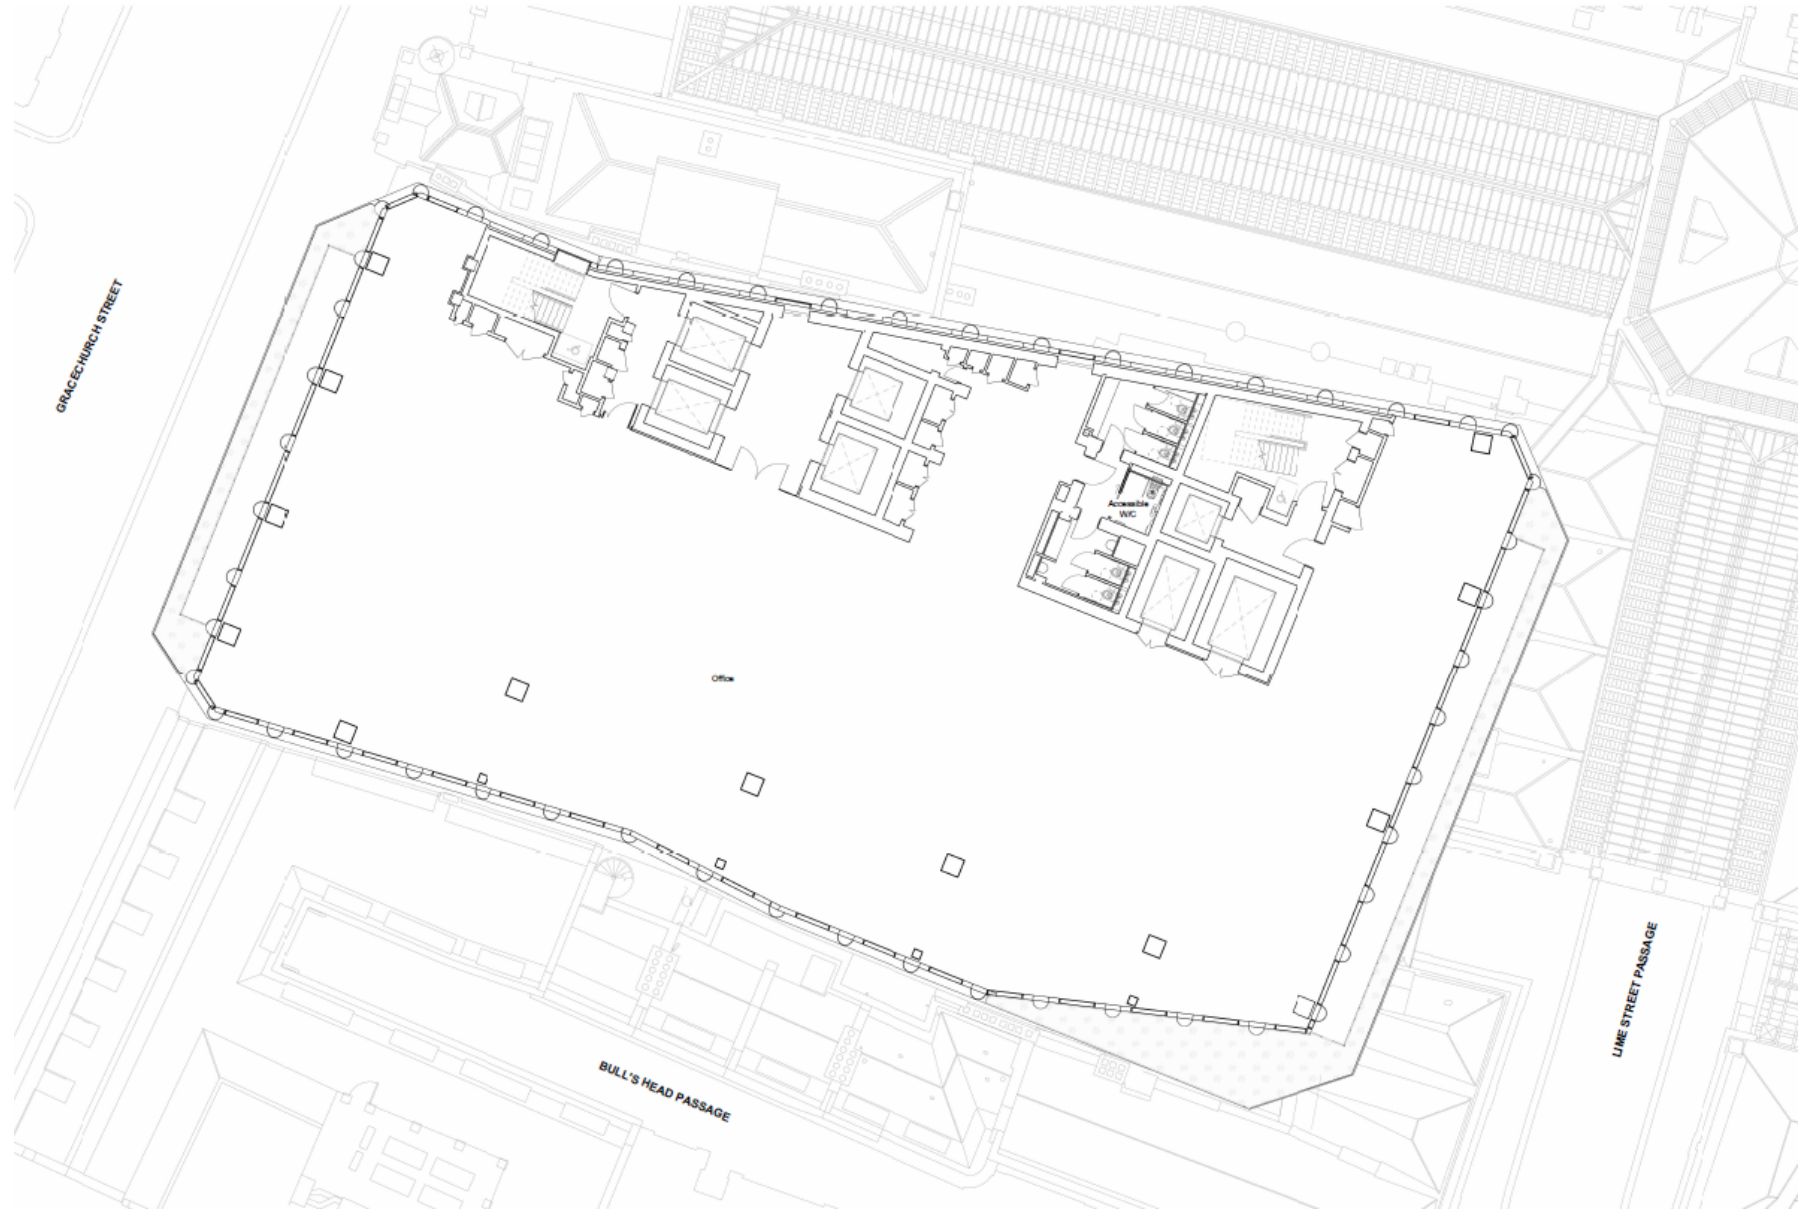 GRACECHURCH STREET
Accessible
W/C
Office
BULL'S HEAD PASSAGE
LIME STREET PASSAGE